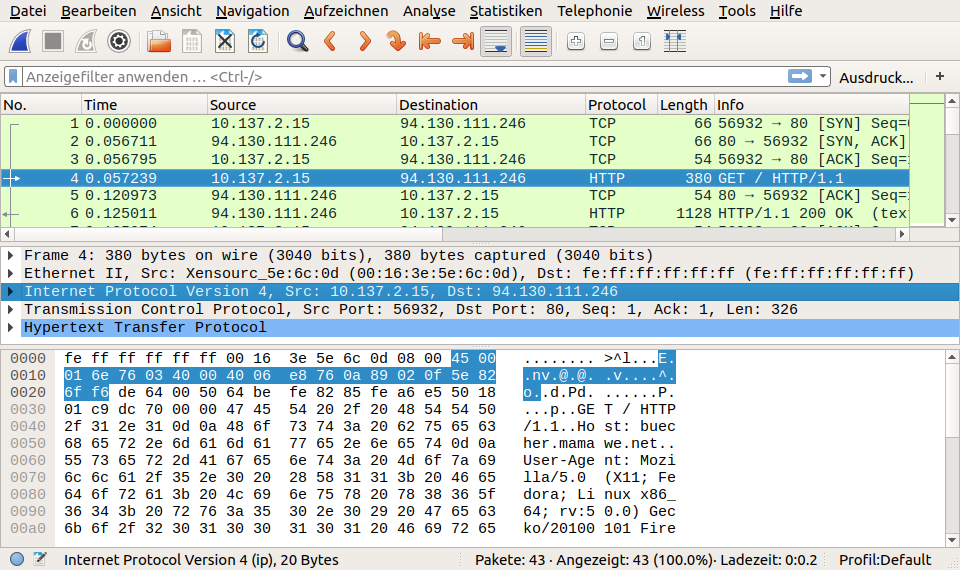 Datei Bearbeiten Ansicht Navigation Aufzeichnen Analyse Statistiken Telephonie Wireless Tools Hilfe
Anzeigefilter anwenden … <Ctrl-/> Ausdruck… +
No. Time Source Destination Protocol Length Info
1 0.000000 10.137.2.15 94.130.111.246 TCP 66 56932 → 80 [SYN] Seq=
2 0.056711 94.130.111.246 10.137.2.15 TCP 66 80 → 56932 [SYN, ACK]
3 0.056795 10.137.2.15 94.130.111.246 TCP 54 56932 → 80 [ACK] Seq=
4 0.057239 10.137.2.15 94.130.111.246 HTTP 380 GET / HTTP/1.1
5 0.120973 94.130.111.246 10.137.2.15 TCP 54 80 → 56932 [ACK] Seq=
6 0.125011 94.130.111.246 10.137.2.15 HTTP 1128 HTTP/1.1 200 OK (tex
Frame 4: 380 bytes on wire (3040 bits), 380 bytes captured (3040 bits)
Ethernet II, Src: Xensourc_5e:6c:0d (00:16:3e:5e:6c:0d), Dst: fe:ff:ff:ff:ff:ff (fe:ff:ff:ff:ff:ff)
Internet Protocol Version 4, Src: 10.137.2.15, Dst: 94.130.111.246
Transmission Control Protocol, Src Port: 56932, Dst Port: 80, Seq: 1, Ack: 1, Len: 326
Hypertext Transfer Protocol
0000 fe ff ff ff ff ff 00 16 3e 5e 6c 0d 08 00 45 00 ........ >^l...E.
0010 01 6e 76 03 40 00 40 06 e8 76 0a 89 02 0f 5e 82 .nv.@.@. .v....^.
0020 6f f6 de 64 00 50 64 be fe 82 85 fe a6 e5 50 18 o..d.Pd. ......P.
0030 01 c9 dc 70 00 00 47 45 54 20 2f 20 48 54 54 50 ...p..GE T / HTTP
0040 2f 31 2e 31 0d 0a 48 6f 73 74 3a 20 62 75 65 63 /1.1..Ho st: buec
0050 68 65 72 2e 6d 61 6d 61 77 65 2e 6e 65 74 0d 0a her.mama we.net..
0060 55 73 65 72 2d 41 67 65 6e 74 3a 20 4d 6f 7a 69 User-Age nt: Mozi
0070 6c 6c 61 2f 35 2e 30 20 28 58 31 31 3b 20 46 65 lla/5.0 (X11; Fe
0080 64 6f 72 61 3b 20 4c 69 6e 75 78 20 78 38 36 5f dora; Li nux x86_
0090 36 34 3b 20 72 76 3a 35 30 2e 30 29 20 47 65 63 64; rv:5 0.0) Gec
00a0 6b 6f 2f 32 30 31 30 30 31 30 31 20 46 69 72 65 ko/20100 101 Fire
Internet Protocol Version 4 (ip), 20 Bytes Pakete: 43 · Angezeigt: 43 (100.0%)· Ladezeit: 0:0.2 Profil:Default